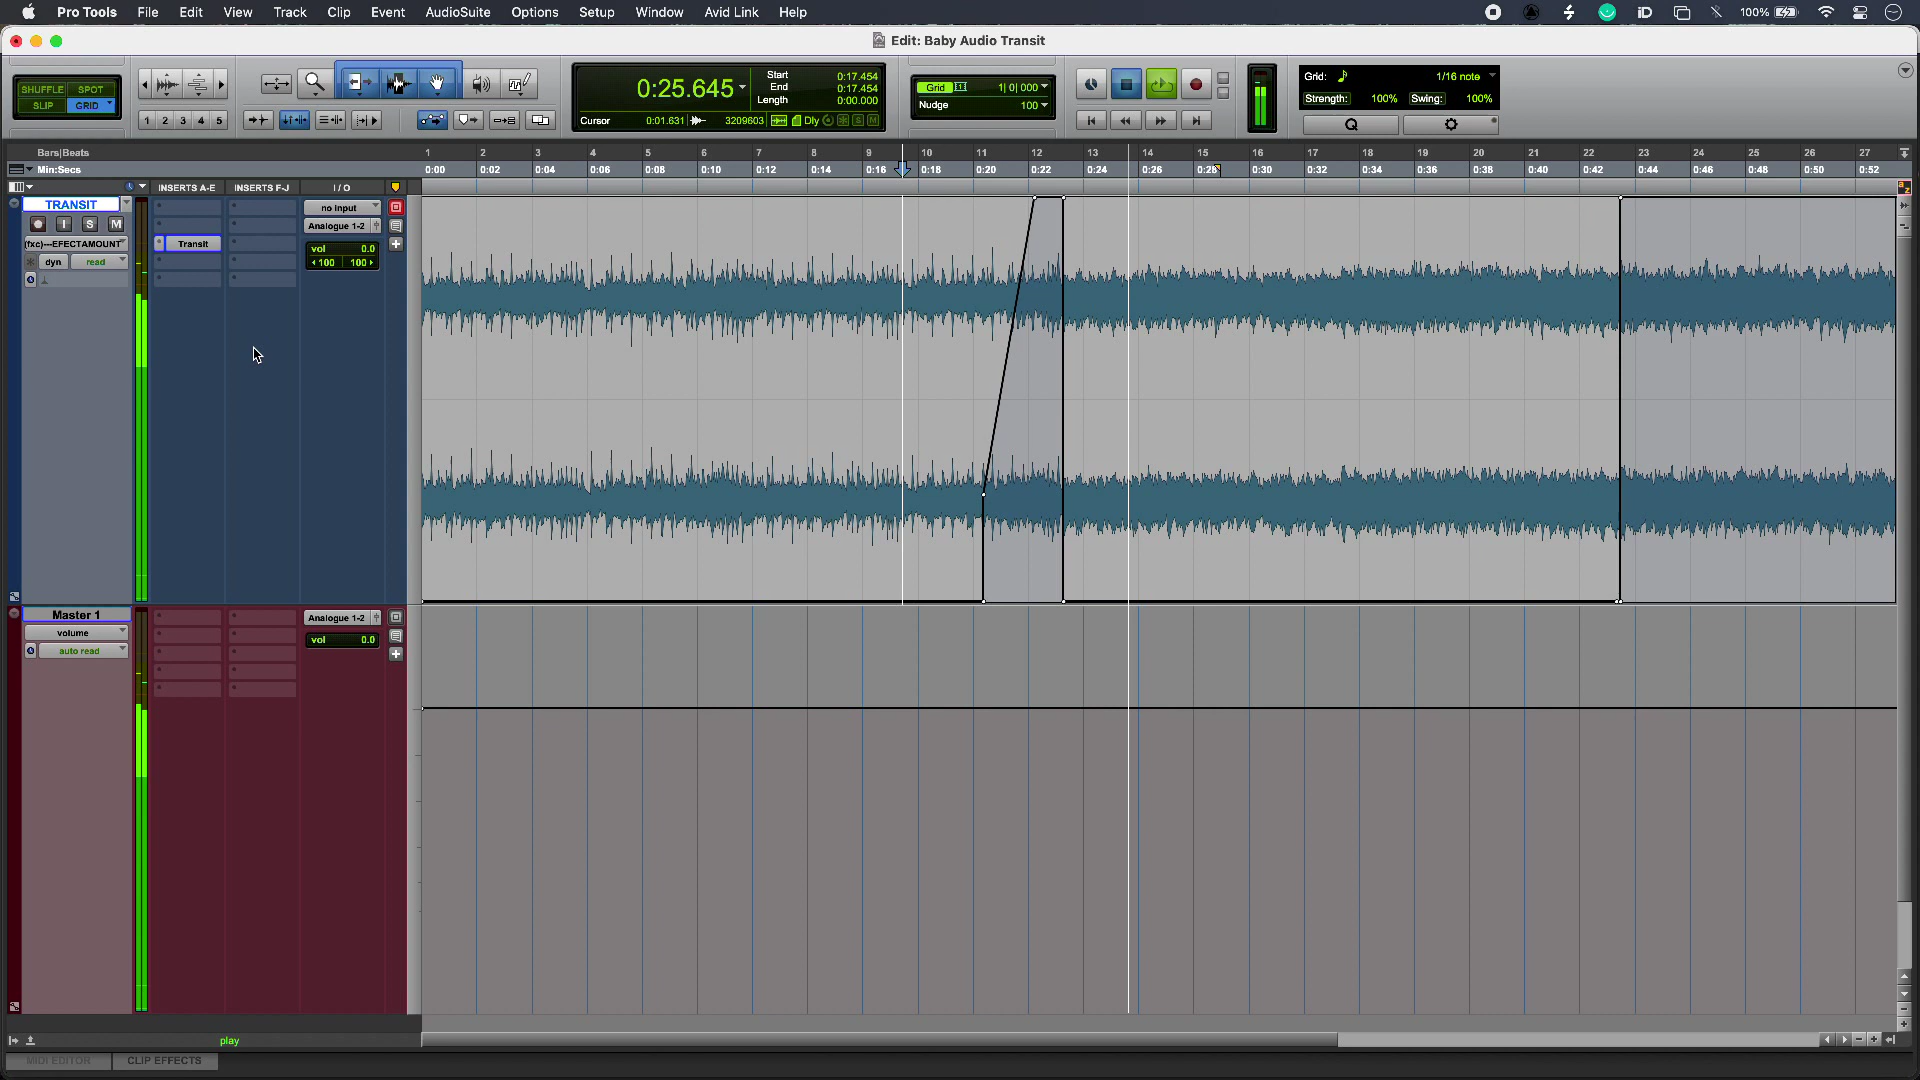 Pro Tools File Edit View Track Clip Event AudioSuite Options Setup Window Avid Link Help iD 100%
Edit: Baby Audio Transit
SHUFFLE SPOT
SLIP GRID
1 2 3 4 5
0:25.645
Start 0:17.454
End 0:17.454
Length 0:00.000
Cursor 0:01.631 3209603 Dly S M
Grid 1| 0| 000
Nudge 100
Grid: 1/16 note
Strength: 100% Swing: 100%
Q
Bars|Beats 1 2 3 4 5 6 7 8 9 10 11 12 13 14 15 16 17 18 19 20 21 22 23 24 25 26 27
Min:Secs 0:00 0:02 0:04 0:06 0:08 0:10 0:12 0:14 0:16 0:18 0:20 0:22 0:24 0:26 0:28 0:30 0:32 0:34 0:36 0:38 0:40 0:42 0:44 0:46 0:48 0:50 0:52
INSERTS A-E INSERTS F-J I / O
a z
TRANSIT no input
I S M Analogue 1-2
(fxc)---EFECTAMOUNT Transit vol 0.0
dyn read 100 100
Master 1 Analogue 1-2
volume vol 0.0
auto read
play
MIDI EDITOR CLIP EFFECTS